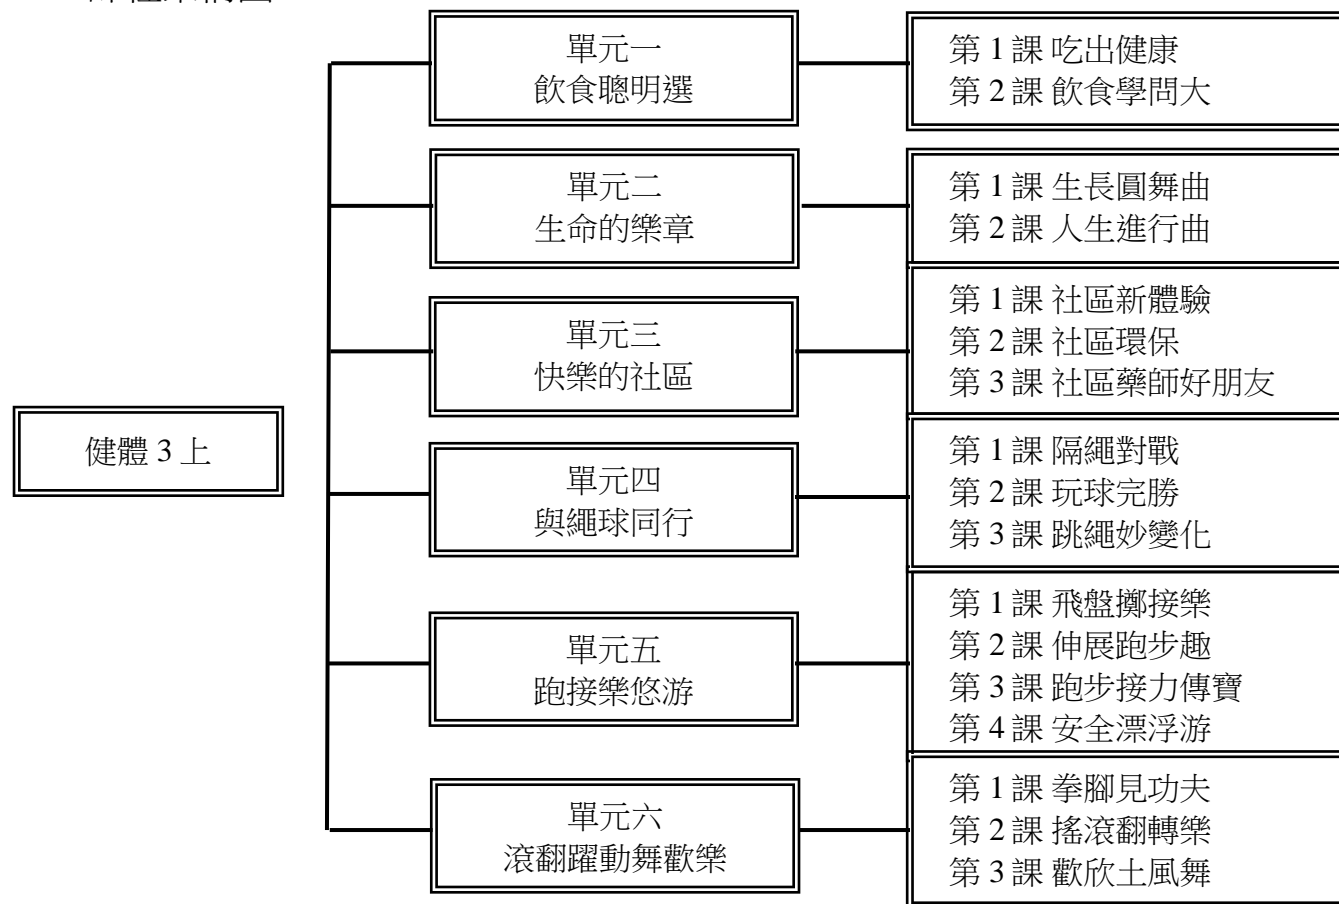 健體 3 上
單元一
飲食聰明選
第 1 課 吃出健康
第 2 課 飲食學問大
單元二
生命的樂章
第 1 課 生長圓舞曲
第 2 課 人生進行曲
單元三
快樂的社區
第 1 課 社區新體驗
第 2 課 社區環保
第 3 課 社區藥師好朋友
單元四
與繩球同行
第 1 課 隔繩對戰
第 2 課 玩球完勝
第 3 課 跳繩妙變化
單元五
跑接樂悠游
第 1 課 飛盤擲接樂
第 2 課 伸展跑步趣
第 3 課 跑步接力傳寶
第 4 課 安全漂浮游
單元六
滾翻躍動舞歡樂
第 1 課 拳腳見功夫
第 2 課 搖滾翻轉樂
第 3 課 歡欣土風舞